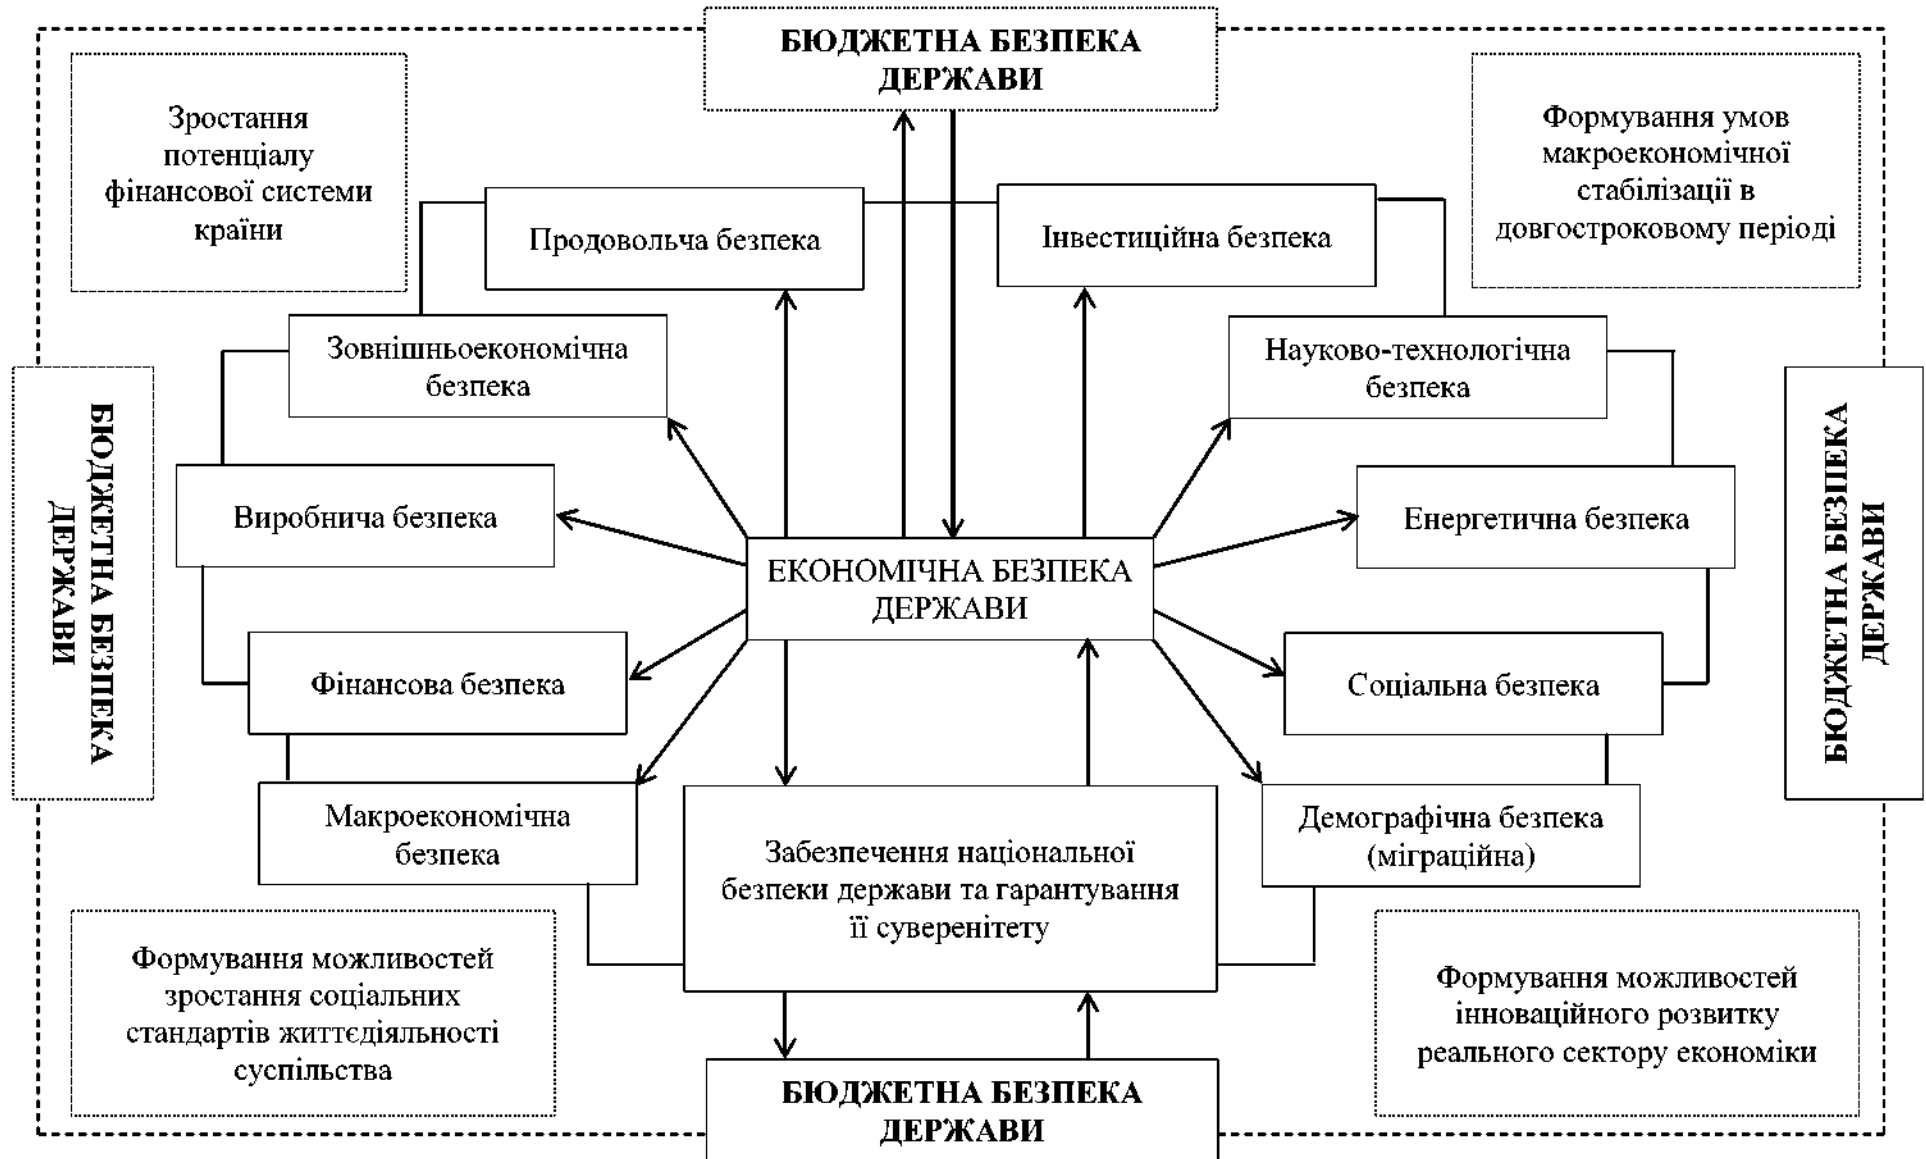 БЮДЖЕТНА БЕЗПЕКА
ДЕРЖАВИ
Зростання
потенціалу
фінансової системи
країни
Формування умов
макроекономічної
стабілізації в
довгостроковому періоді
Продовольча безпека
Інвестиційна безпека
Зовнішньоекономічна
безпека
Науково-технологічна
безпека
БЮДЖЕТНА БЕЗПЕКА
ДЕРЖАВИ
Виробнича безпека
Енергетична безпека
БЮДЖЕТНА БЕЗПЕКА
ДЕРЖАВИ
ЕКОНОМІЧНА БЕЗПЕКА
ДЕРЖАВИ
Фінансова безпека
Соціальна безпека
Макроекономічна
безпека
Забезпечення національної
безпеки держави та гарантування
її суверенітету
Демографічна безпека
(міграційна)
Формування можливостей
зростання соціальних
стандартів життєдіяльності
суспільства
Формування можливостей
інноваційного розвитку
реального сектору економіки
БЮДЖЕТНА БЕЗПЕКА
ДЕРЖАВИ